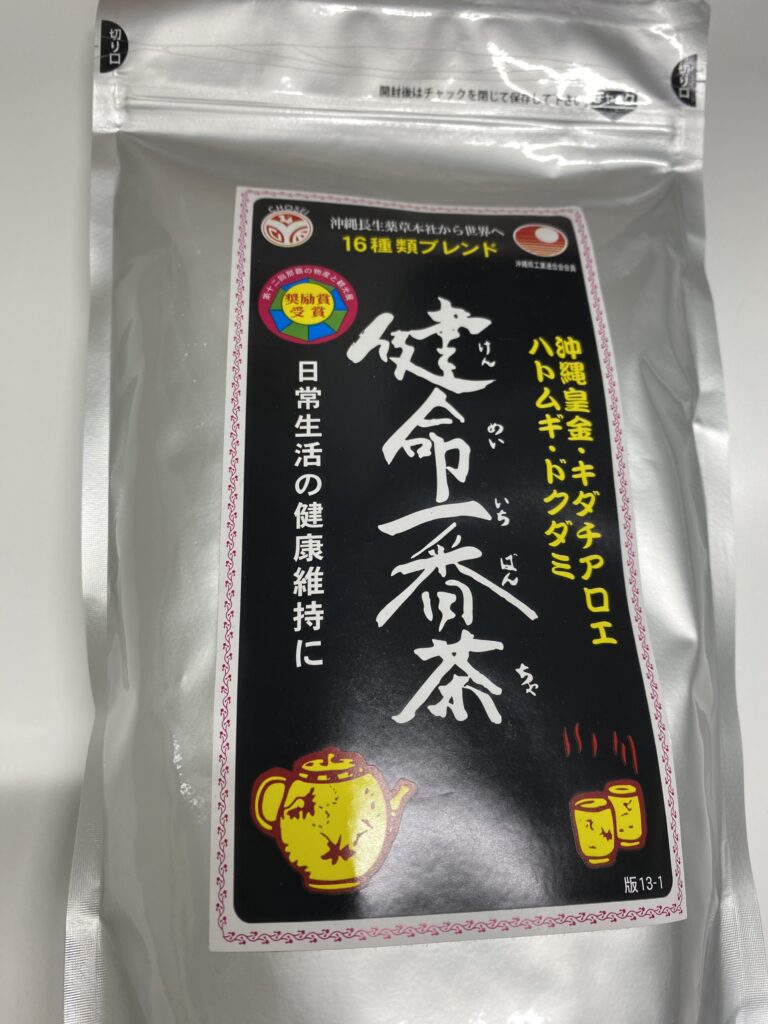 切り口
切り口
開封後はチャックを閉じて保存して下さい。
CHOSEI
沖縄長生薬草本社から世界へ
16種類ブレンド
沖縄県工業連合会会員
奨励賞
受賞
沖縄皇金・キダチアロエ
ハトムギ・ドクダミ
健命一番茶
けんめいいちばんちゃ
日常生活の健康維持に
版13-1